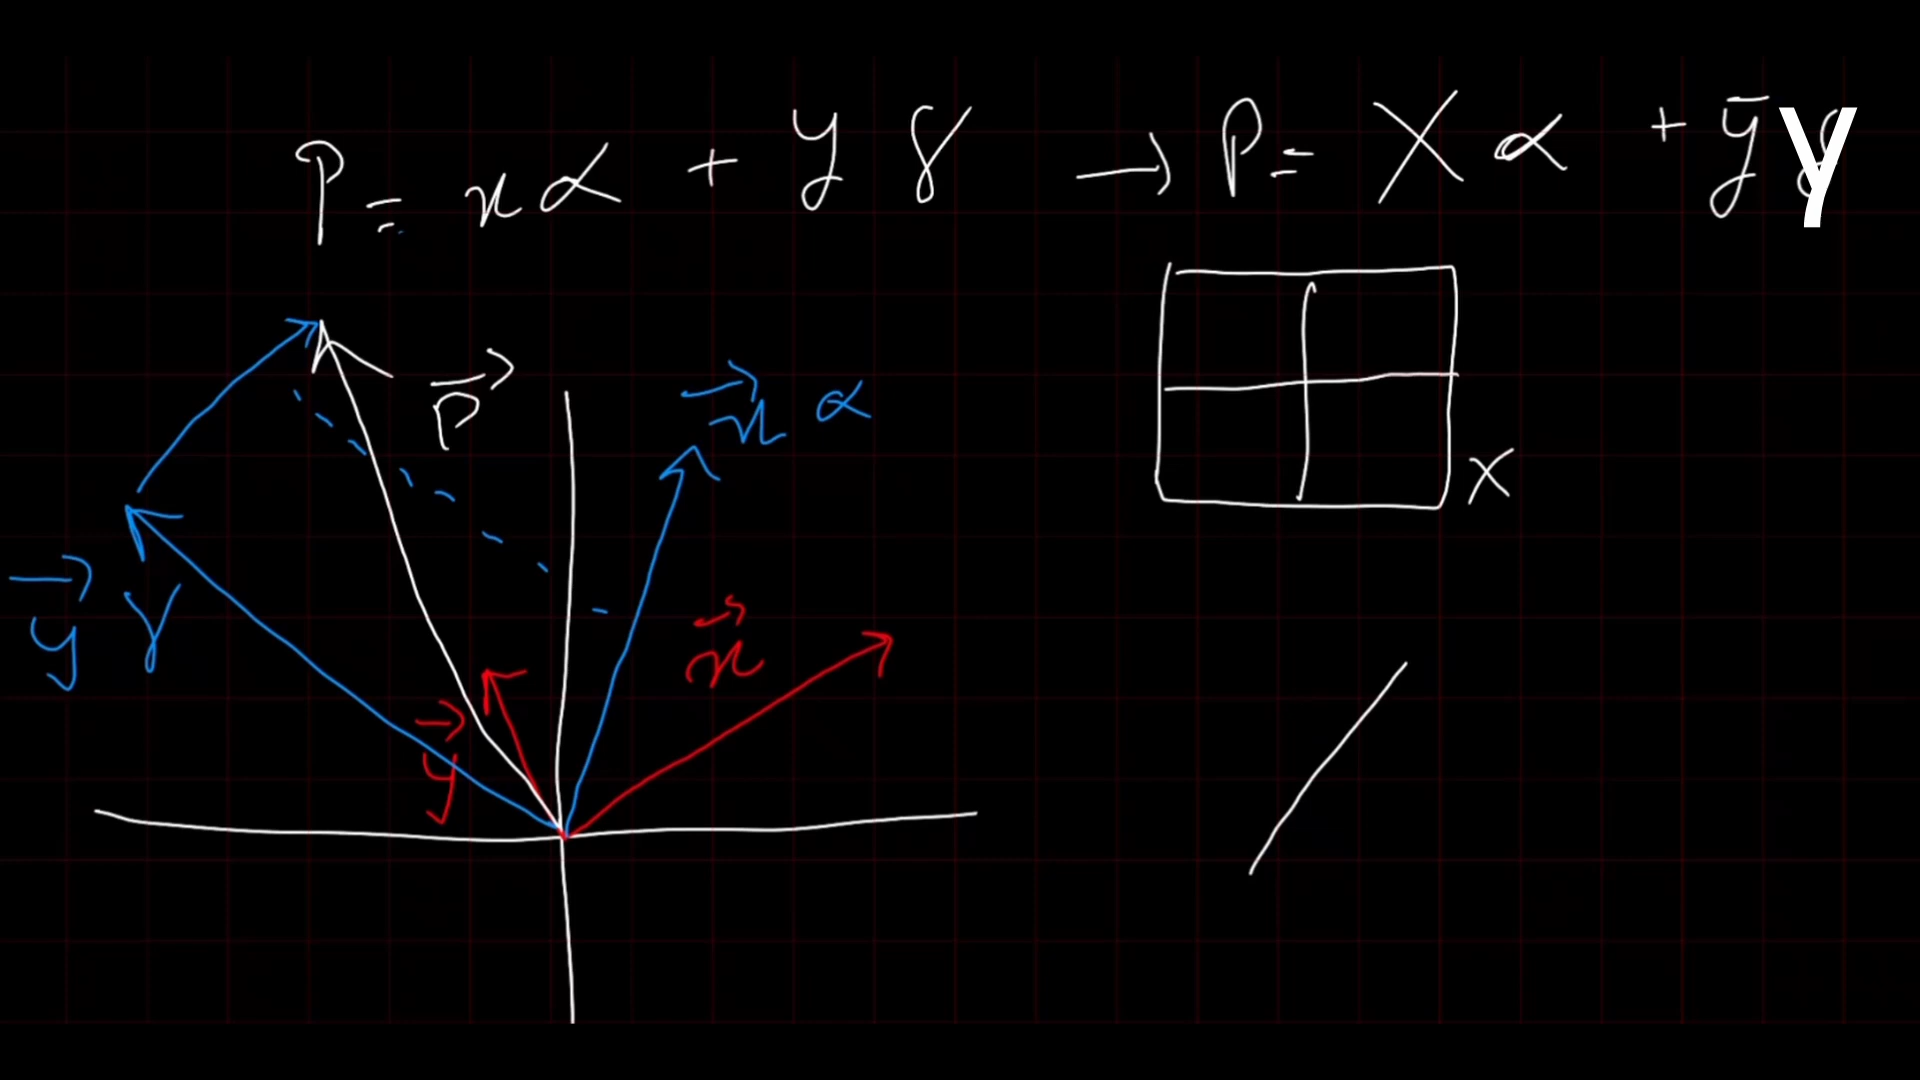 P = xα + yγ → P = Xα + ȳγ
P⃗
x⃗ α
X
y⃗ γ
x⃗
y⃗